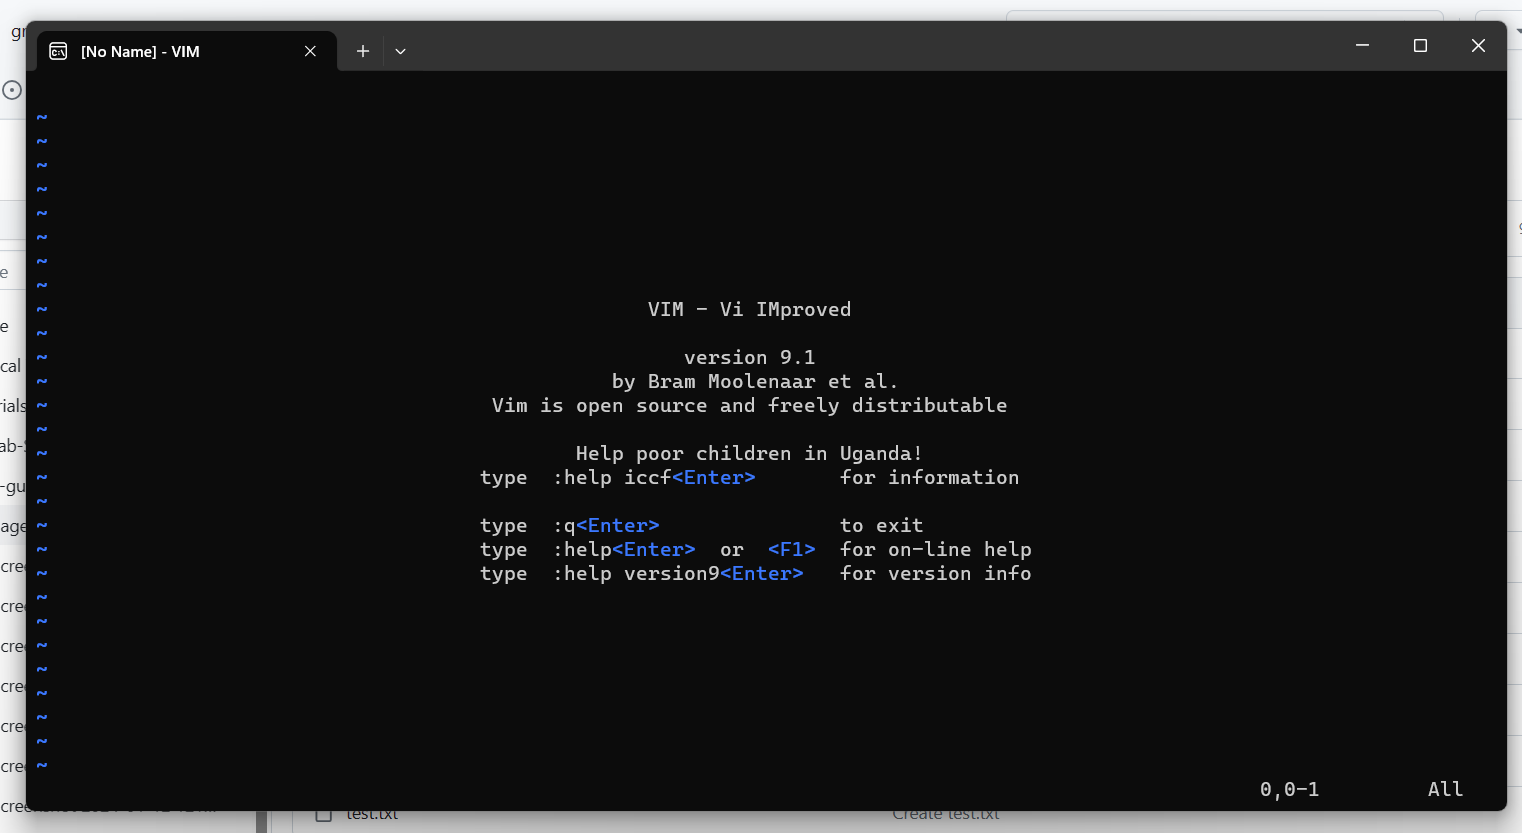 [No Name] - VIM
~
~
~
~
~
~
~
~
~ VIM - Vi IMproved
~
~ version 9.1
~ by Bram Moolenaar et al.
~ Vim is open source and freely distributable
~
~ Help poor children in Uganda!
~ type :help iccf<Enter> for information
~
~ type :q<Enter> to exit
~ type :help<Enter> or <F1> for on-line help
~ type :help version9<Enter> for version info
~
~
~
~
~
~
~
~
0,0-1 All
test.txt Create test.txt